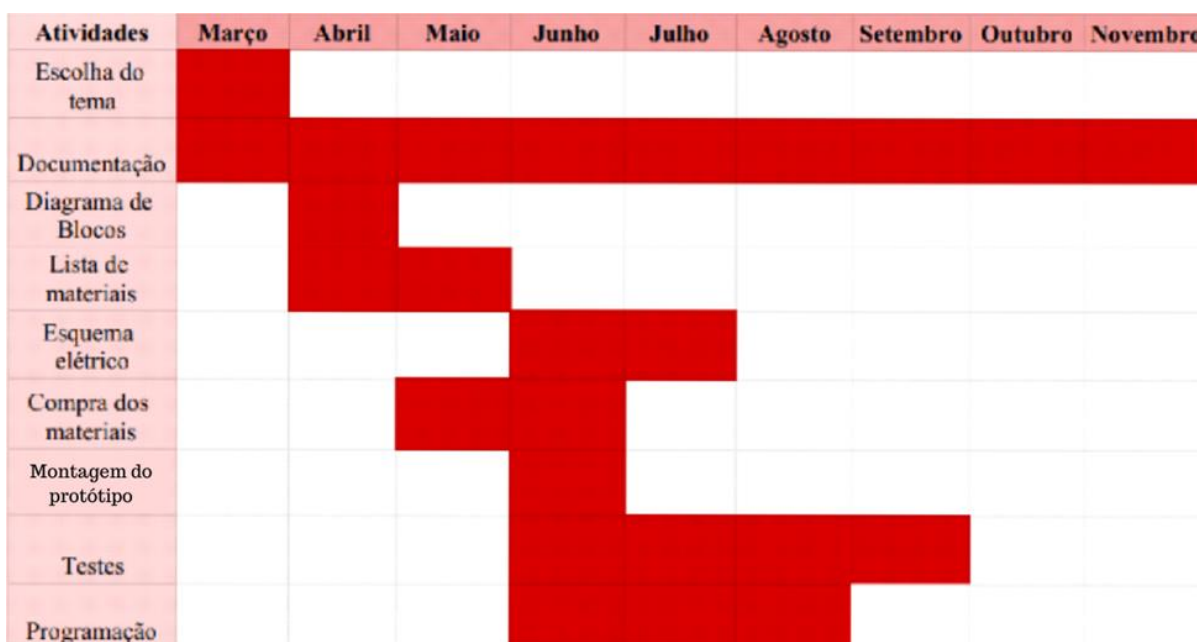 Atividades Março Abril Maio Junho Julho Agosto Setembro Outubro Novembro
Escolha do
tema
Documentação
Diagrama de
Blocos
Lista de
materiais
Esquema
elétrico
Compra dos
materiais
Montagem do
protótipo
Testes
Programação